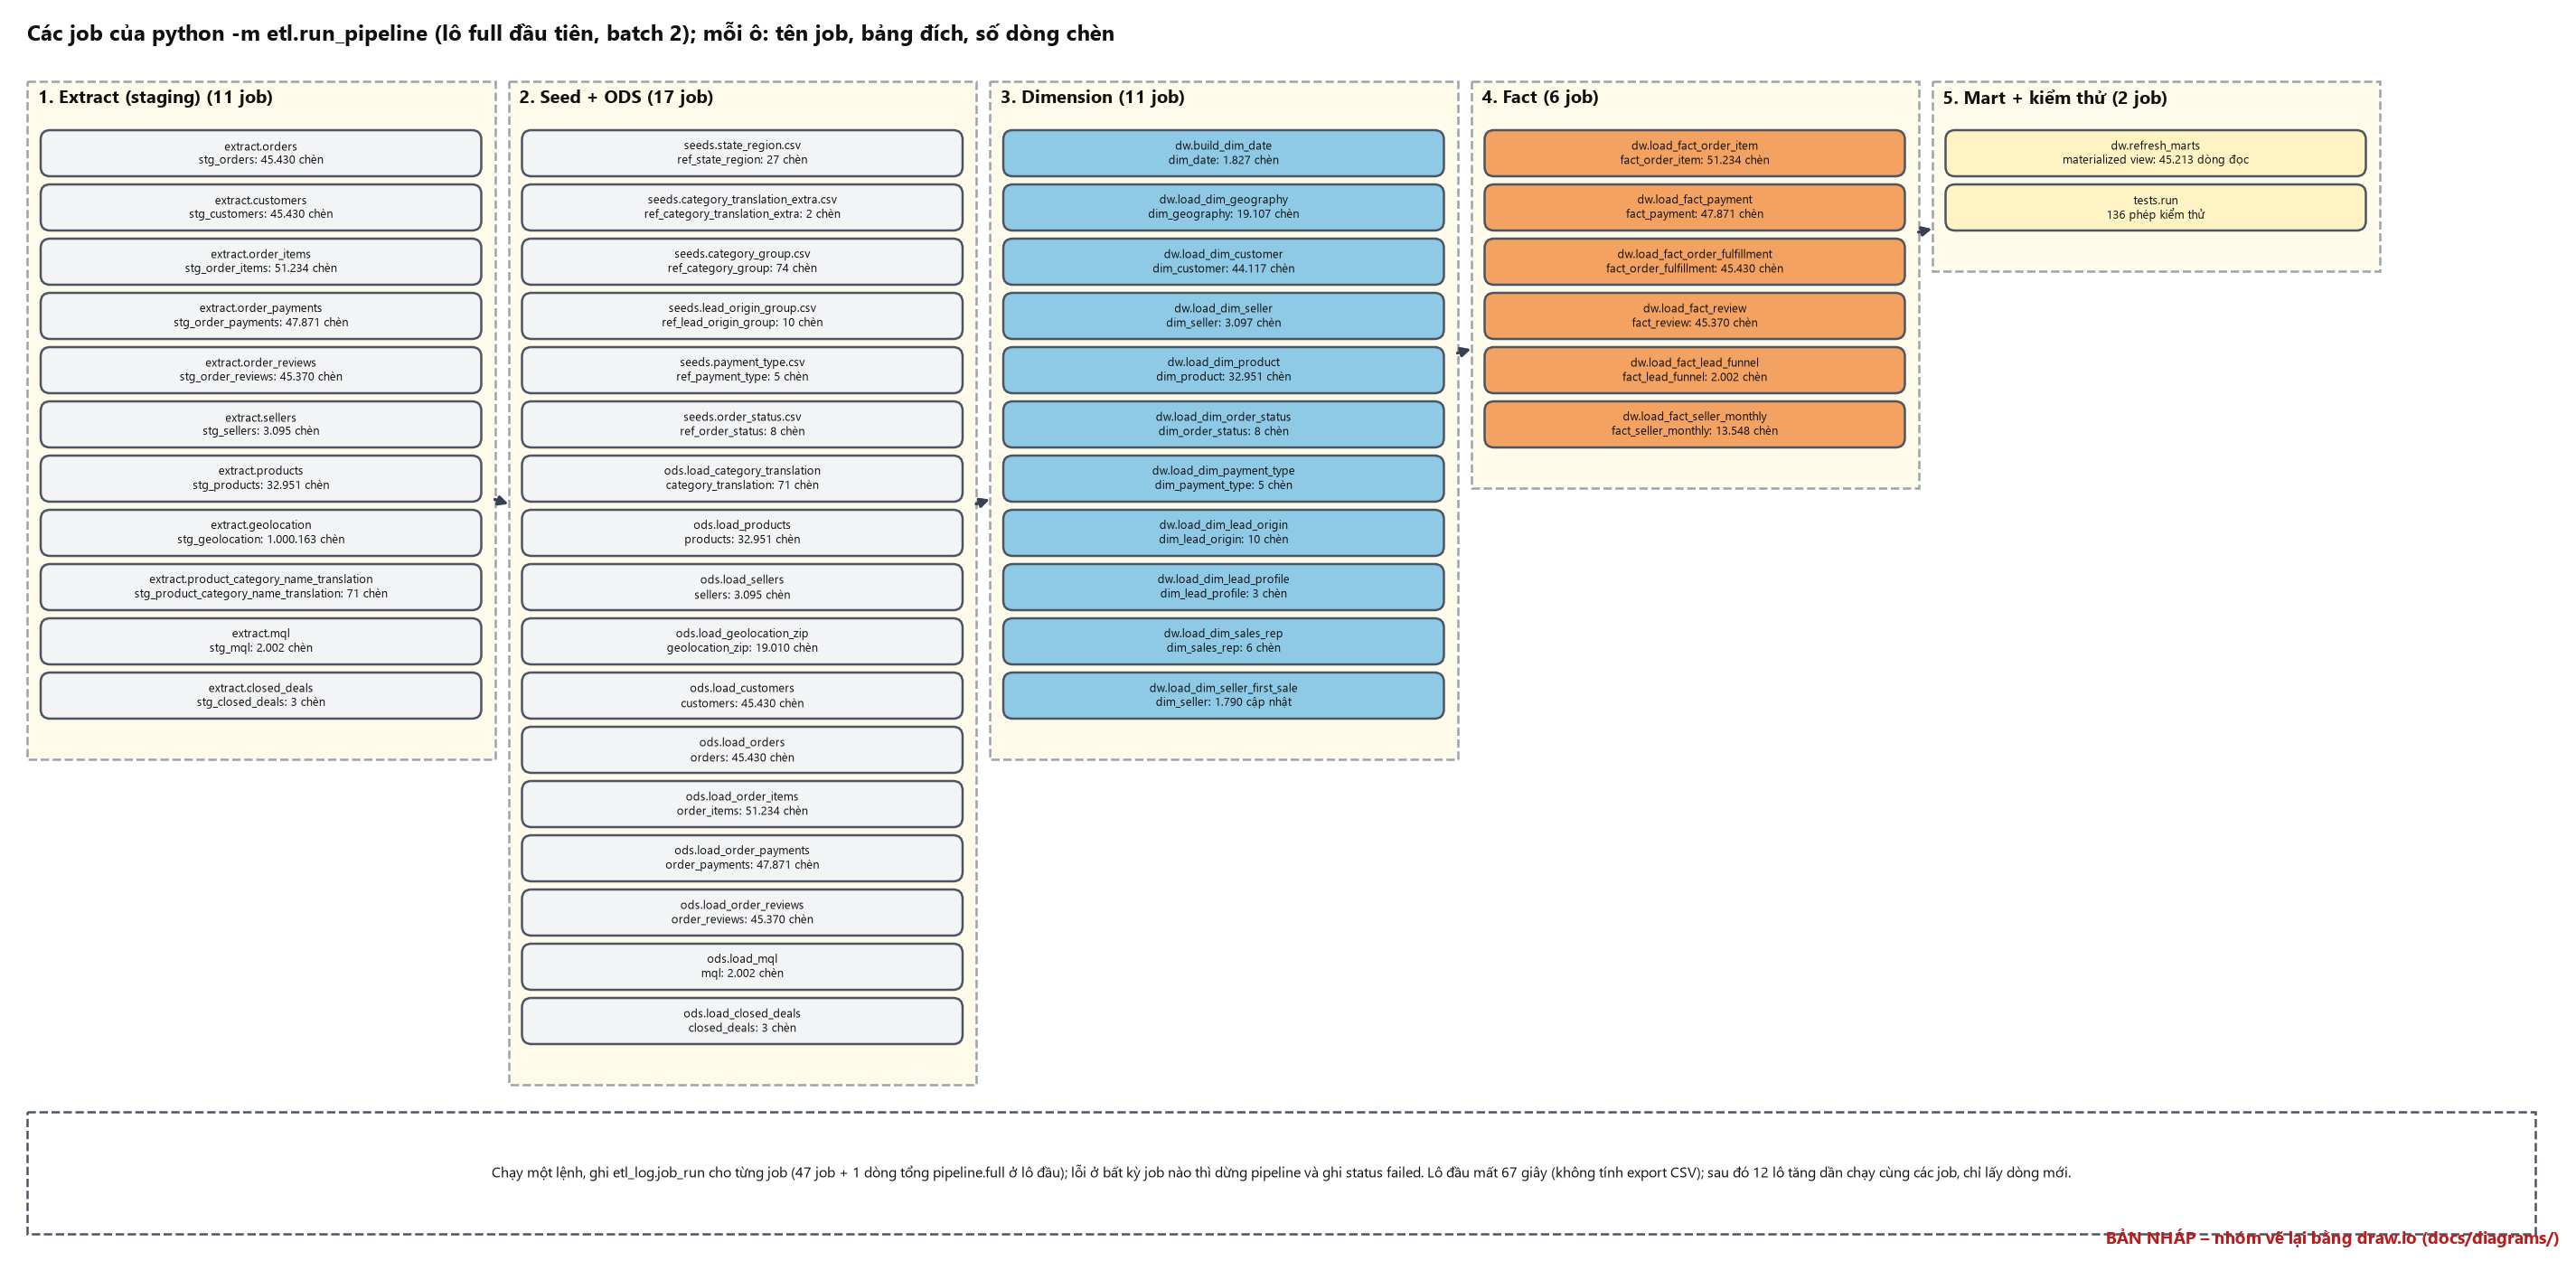 Các job của python -m etl.run_pipeline (lô full đầu tiên, batch 2); mỗi ô: tên job, bảng đích, số dòng chèn
1. Extract (staging) (11 job)
extract.orders
stg_orders: 45.430 chèn
extract.customers
stg_customers: 45.430 chèn
extract.order_items
stg_order_items: 51.234 chèn
extract.order_payments
stg_order_payments: 47.871 chèn
extract.order_reviews
stg_order_reviews: 45.370 chèn
extract.sellers
stg_sellers: 3.095 chèn
extract.products
stg_products: 32.951 chèn
extract.geolocation
stg_geolocation: 1.000.163 chèn
extract.product_category_name_translation
stg_product_category_name_translation: 71 chèn
extract.mql
stg_mql: 2.002 chèn
extract.closed_deals
stg_closed_deals: 3 chèn
2. Seed + ODS (17 job)
seeds.state_region.csv
ref_state_region: 27 chèn
seeds.category_translation_extra.csv
ref_category_translation_extra: 2 chèn
seeds.category_group.csv
ref_category_group: 74 chèn
seeds.lead_origin_group.csv
ref_lead_origin_group: 10 chèn
seeds.payment_type.csv
ref_payment_type: 5 chèn
seeds.order_status.csv
ref_order_status: 8 chèn
ods.load_category_translation
category_translation: 71 chèn
ods.load_products
products: 32.951 chèn
ods.load_sellers
sellers: 3.095 chèn
ods.load_geolocation_zip
geolocation_zip: 19.010 chèn
ods.load_customers
customers: 45.430 chèn
ods.load_orders
orders: 45.430 chèn
ods.load_order_items
order_items: 51.234 chèn
ods.load_order_payments
order_payments: 47.871 chèn
ods.load_order_reviews
order_reviews: 45.370 chèn
ods.load_mql
mql: 2.002 chèn
ods.load_closed_deals
closed_deals: 3 chèn
3. Dimension (11 job)
dw.build_dim_date
dim_date: 1.827 chèn
dw.load_dim_geography
dim_geography: 19.107 chèn
dw.load_dim_customer
dim_customer: 44.117 chèn
dw.load_dim_seller
dim_seller: 3.097 chèn
dw.load_dim_product
dim_product: 32.951 chèn
dw.load_dim_order_status
dim_order_status: 8 chèn
dw.load_dim_payment_type
dim_payment_type: 5 chèn
dw.load_dim_lead_origin
dim_lead_origin: 10 chèn
dw.load_dim_lead_profile
dim_lead_profile: 3 chèn
dw.load_dim_sales_rep
dim_sales_rep: 6 chèn
dw.load_dim_seller_first_sale
dim_seller: 1.790 cập nhật
4. Fact (6 job)
dw.load_fact_order_item
fact_order_item: 51.234 chèn
dw.load_fact_payment
fact_payment: 47.871 chèn
dw.load_fact_order_fulfillment
fact_order_fulfillment: 45.430 chèn
dw.load_fact_review
fact_review: 45.370 chèn
dw.load_fact_lead_funnel
fact_lead_funnel: 2.002 chèn
dw.load_fact_seller_monthly
fact_seller_monthly: 13.548 chèn
5. Mart + kiểm thử (2 job)
dw.refresh_marts
materialized view: 45.213 dòng đọc
tests.run
136 phép kiểm thử
Chạy một lệnh, ghi etl_log.job_run cho từng job (47 job + 1 dòng tổng pipeline.full ở lô đầu); lỗi ở bất kỳ job nào thì dừng pipeline và ghi status failed. Lô đầu mất 67 giây (không tính export CSV); sau đó 12 lô tăng dần chạy cùng các job, chỉ lấy dòng mới.
BẢN NHÁP – nhóm vẽ lại bằng draw.io (docs/diagrams/)